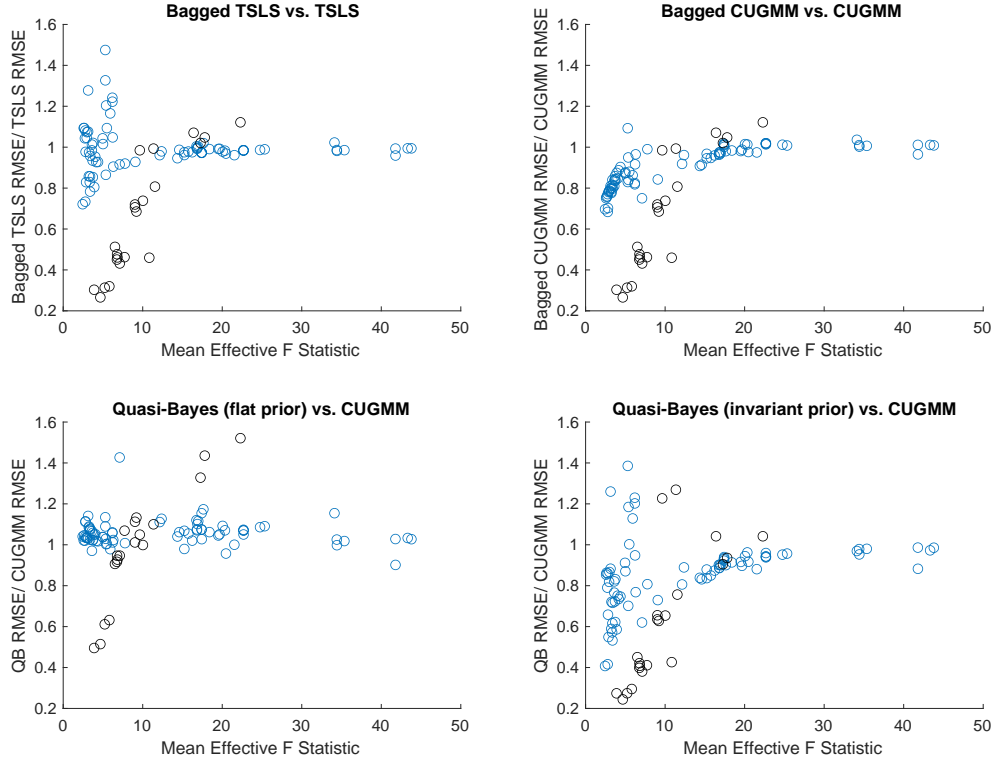 Bagged TSLS vs. TSLS
Bagged TSLS RMSE/ TSLS RMSE
1.6
1.4
1.2
1
0.8
0.6
0.4
0.2
0 10 20 30 40 50
Mean Effective F Statistic
Bagged CUGMM vs. CUGMM
Bagged CUGMM RMSE/ CUGMM RMSE
1.6
1.4
1.2
1
0.8
0.6
0.4
0.2
0 10 20 30 40 50
Mean Effective F Statistic
Quasi-Bayes (flat prior) vs. CUGMM
QB RMSE/ CUGMM RMSE
1.6
1.4
1.2
1
0.8
0.6
0.4
0.2
0 10 20 30 40 50
Mean Effective F Statistic
Quasi-Bayes (invariant prior) vs. CUGMM
QB RMSE/ CUGMM RMSE
1.6
1.4
1.2
1
0.8
0.6
0.4
0.2
0 10 20 30 40 50
Mean Effective F Statistic